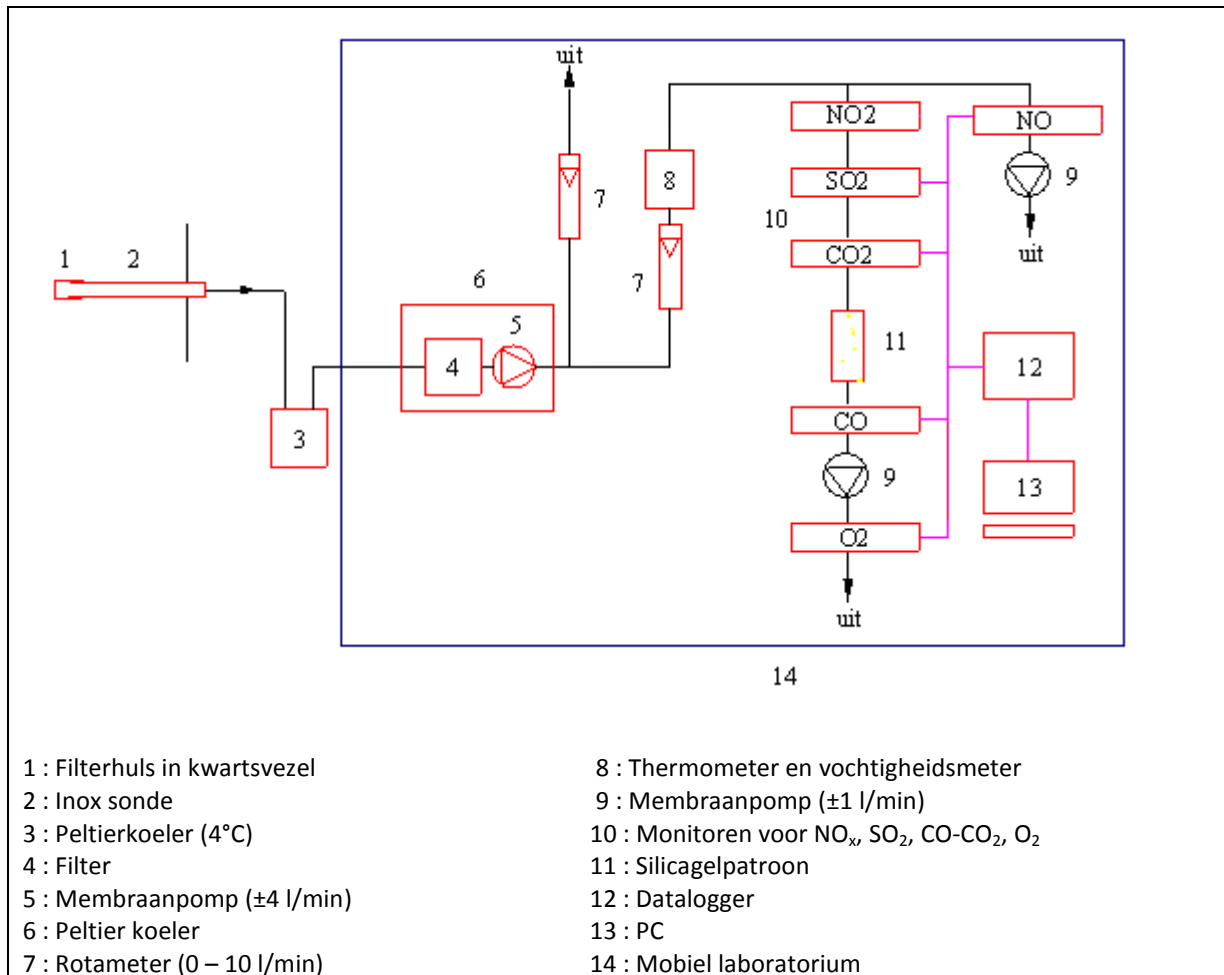 uit
NO2
NO
8
7
9
SO2
10
uit
1
2
CO2
7
6
5
11
4
12
CO
3
9
13
O2
uit
14
1 : Filterhuls in kwartsvezel
2 : Inox sonde
3 : Peltierkoeler (4°C)
4 : Filter
5 : Membraanpomp (±4 l/min)
6 : Peltier koeler
7 : Rotameter (0 – 10 l/min)
8 : Thermometer en vochtigheidsmeter
9 : Membraanpomp (±1 l/min)
10 : Monitoren voor NOₓ, SO₂, CO-CO₂, O₂
11 : Silicagelpatroon
12 : Datalogger
13 : PC
14 : Mobiel laboratorium